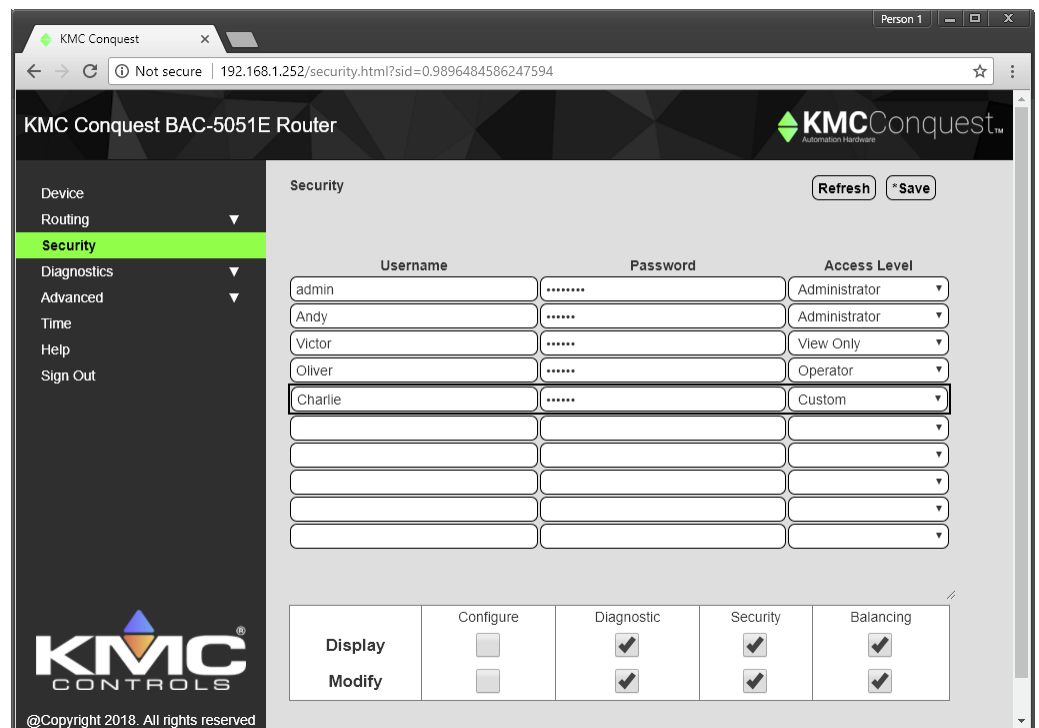 Person 1
KMC Conquest
Not secure 192.168.1.252/security.html?sid=0.9896484586247594
KMC Conquest BAC-5051E Router
KMCConquest™
Automation Hardware
Device
Routing
Security
Diagnostics
Advanced
Time
Help
Sign Out
Security
Refresh *Save
Username Password Access Level
admin •••••••• Administrator
Andy •••••• Administrator
Victor •••••• View Only
Oliver •••••• Operator
Charlie •••••• Custom
Configure Diagnostic Security Balancing
Display
Modify
KMC®
CONTROLS
@Copyright 2018. All rights reserved